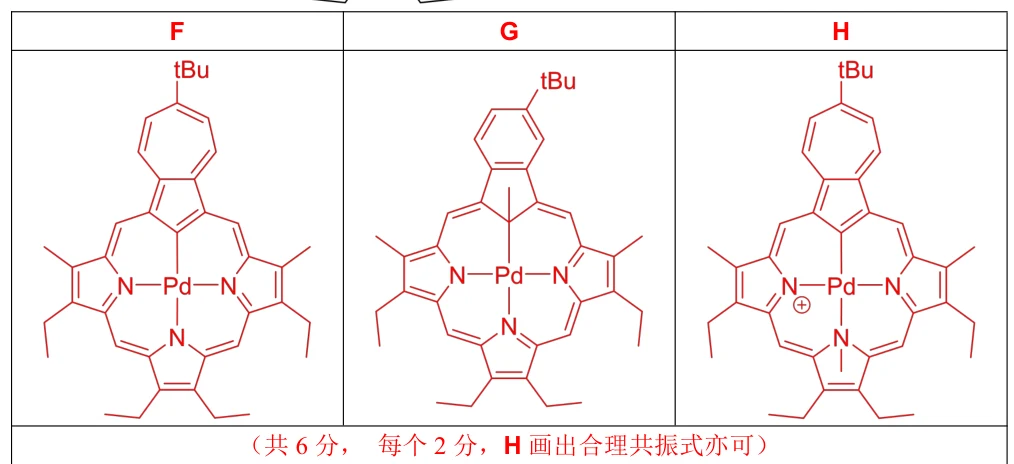 F G H
tBu tBu tBu
N Pd N N Pd N N Pd N
⊕
N N N
（共 6 分， 每个 2 分，H 画出合理共振式亦可）